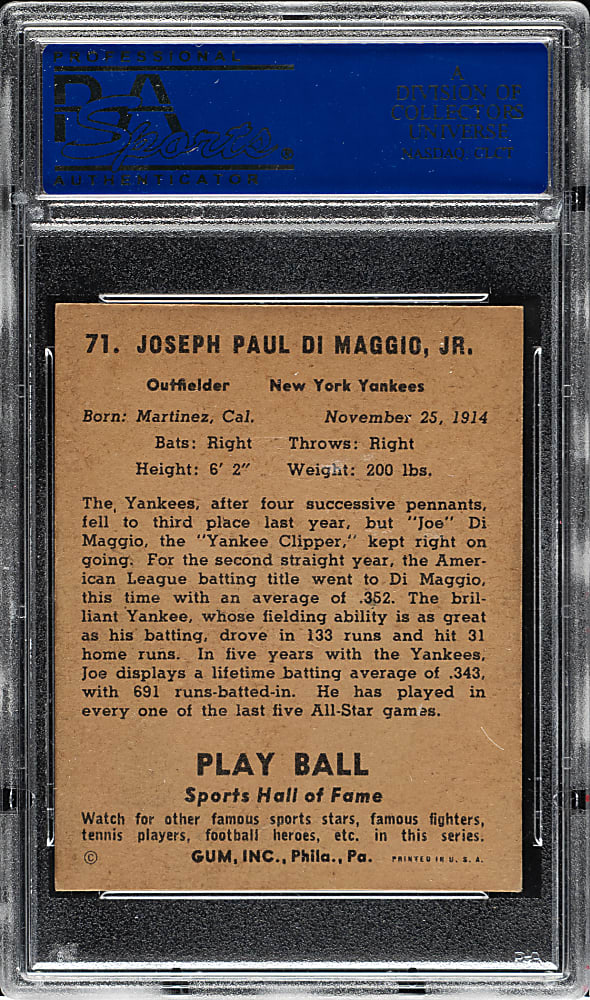 PROFESSIONAL
PSA
Sports ®
AUTHENTICATOR
A
DIVISION OF
COLLECTORS
UNIVERSE
NASDAQ: CLCT
71. JOSEPH PAUL DI MAGGIO, JR.
Outfielder New York Yankees
Born: Martinez, Cal. November 25, 1914
Bats: Right Throws: Right
Height: 6' 2" Weight: 200 lbs.
The Yankees, after four successive pennants,
fell to third place last year, but "Joe" Di
Maggio, the "Yankee Clipper," kept right on
going. For the second straight year, the Amer-
ican League batting title went to Di Maggio,
this time with an average of .352. The bril-
liant Yankee, whose fielding ability is as great
as his batting, drove in 133 runs and hit 31
home runs. In five years with the Yankees,
Joe displays a lifetime batting average of .343,
with 691 runs-batted-in. He has played in
every one of the last five All-Star games.
PLAY BALL
Sports Hall of Fame
Watch for other famous sports stars, famous fighters,
tennis players, football heroes, etc. in this series.
© GUM, INC., Phila., Pa. PRINTED IN U. S. A.
PSA